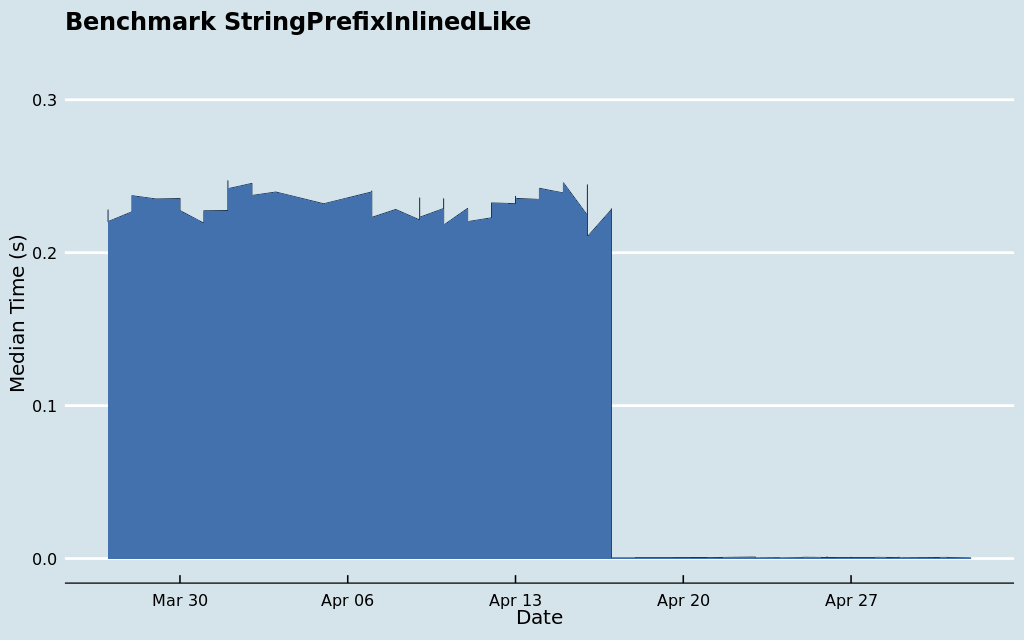 Benchmark StringPrefixInlinedLike
0.3
0.2
0.1
0.0
Median Time (s)
Mar 30 Apr 06 Apr 13 Apr 20 Apr 27
Date